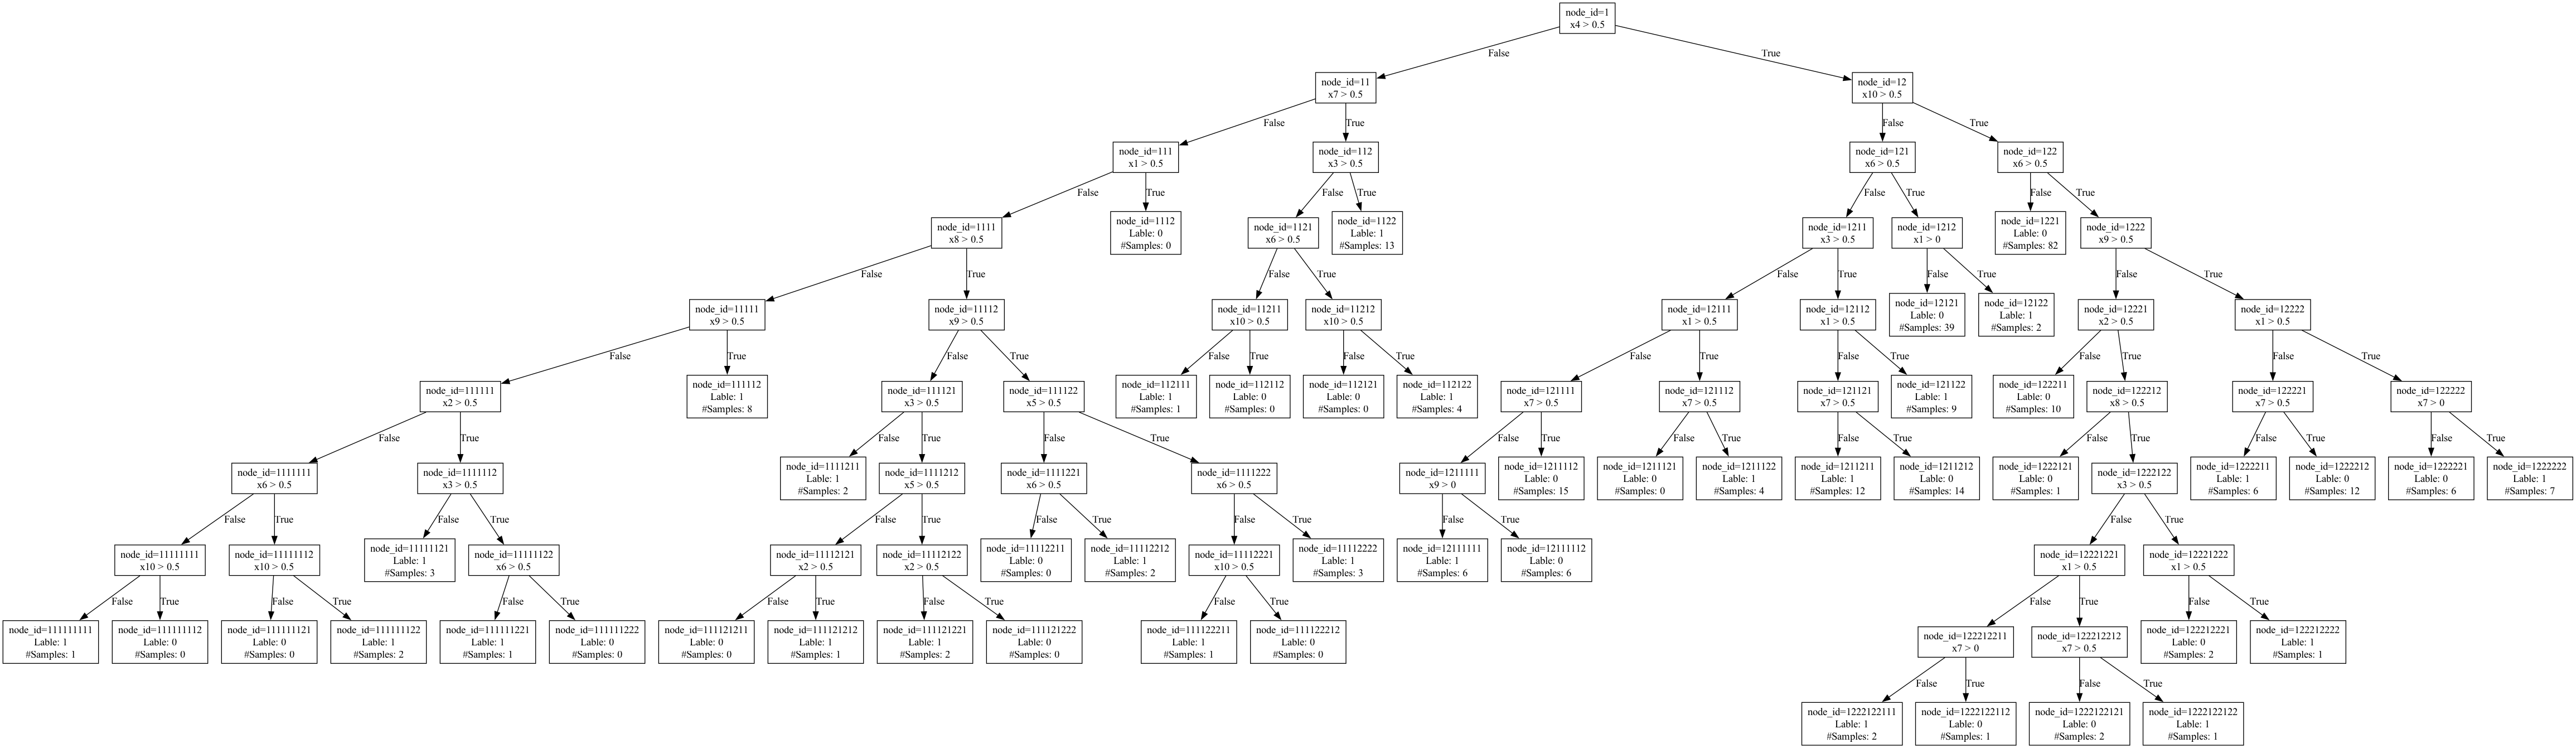 node_id=1
x4 > 0.5
False
True
node_id=11
x7 > 0.5
node_id=12
x10 > 0.5
False
True
False
True
node_id=111
x1 > 0.5
node_id=112
x3 > 0.5
node_id=121
x6 > 0.5
node_id=122
x6 > 0.5
False
True
False
True
False
True
False
True
node_id=1111
x8 > 0.5
node_id=1112
Lable: 0
#Samples: 0
node_id=1121
x6 > 0.5
node_id=1122
Lable: 1
#Samples: 13
node_id=1211
x3 > 0.5
node_id=1212
x1 > 0
node_id=1221
Lable: 0
#Samples: 82
node_id=1222
x9 > 0.5
False
True
False
True
False
True
False
True
False
True
node_id=11111
x9 > 0.5
node_id=11112
x9 > 0.5
node_id=11211
x10 > 0.5
node_id=11212
x10 > 0.5
node_id=12111
x1 > 0.5
node_id=12112
x1 > 0.5
node_id=12121
Lable: 0
#Samples: 39
node_id=12122
Lable: 1
#Samples: 2
node_id=12221
x2 > 0.5
node_id=12222
x1 > 0.5
False
True
False
True
False
True
False
True
False
True
False
True
False
True
False
True
node_id=111111
x2 > 0.5
node_id=111112
Lable: 1
#Samples: 8
node_id=111121
x3 > 0.5
node_id=111122
x5 > 0.5
node_id=112111
Lable: 1
#Samples: 1
node_id=112112
Lable: 0
#Samples: 0
node_id=112121
Lable: 0
#Samples: 0
node_id=112122
Lable: 1
#Samples: 4
node_id=121111
x7 > 0.5
node_id=121112
x7 > 0.5
node_id=121121
x7 > 0.5
node_id=121122
Lable: 1
#Samples: 9
node_id=122211
Lable: 0
#Samples: 10
node_id=122212
x8 > 0.5
node_id=122221
x7 > 0.5
node_id=122222
x7 > 0
False
True
False
True
False
True
False
True
False
True
False
True
False
True
False
True
False
True
node_id=1111111
x6 > 0.5
node_id=1111112
x3 > 0.5
node_id=1111211
Lable: 1
#Samples: 2
node_id=1111212
x5 > 0.5
node_id=1111221
x6 > 0.5
node_id=1111222
x6 > 0.5
node_id=1211111
x9 > 0
node_id=1211112
Lable: 0
#Samples: 15
node_id=1211121
Lable: 0
#Samples: 0
node_id=1211122
Lable: 1
#Samples: 4
node_id=1211211
Lable: 1
#Samples: 12
node_id=1211212
Lable: 0
#Samples: 14
node_id=1222121
Lable: 0
#Samples: 1
node_id=1222122
x3 > 0.5
node_id=1222211
Lable: 1
#Samples: 6
node_id=1222212
Lable: 0
#Samples: 12
node_id=1222221
Lable: 0
#Samples: 6
node_id=1222222
Lable: 1
#Samples: 7
False
True
False
True
False
True
False
True
False
True
False
True
False
True
node_id=11111111
x10 > 0.5
node_id=11111112
x10 > 0.5
node_id=11111121
Lable: 1
#Samples: 3
node_id=11111122
x6 > 0.5
node_id=11112121
x2 > 0.5
node_id=11112122
x2 > 0.5
node_id=11112211
Lable: 0
#Samples: 0
node_id=11112212
Lable: 1
#Samples: 2
node_id=11112221
x10 > 0.5
node_id=11112222
Lable: 1
#Samples: 3
node_id=12111111
Lable: 1
#Samples: 6
node_id=12111112
Lable: 0
#Samples: 6
node_id=12221221
x1 > 0.5
node_id=12221222
x1 > 0.5
False
True
False
True
False
True
False
True
False
True
False
True
False
True
False
True
node_id=111111111
Lable: 1
#Samples: 1
node_id=111111112
Lable: 0
#Samples: 0
node_id=111111121
Lable: 0
#Samples: 0
node_id=111111122
Lable: 1
#Samples: 2
node_id=111111221
Lable: 1
#Samples: 1
node_id=111111222
Lable: 0
#Samples: 0
node_id=111121211
Lable: 0
#Samples: 0
node_id=111121212
Lable: 1
#Samples: 1
node_id=111121221
Lable: 1
#Samples: 2
node_id=111121222
Lable: 0
#Samples: 0
node_id=111122211
Lable: 1
#Samples: 1
node_id=111122212
Lable: 0
#Samples: 0
node_id=122212211
x7 > 0
node_id=122212212
x7 > 0.5
node_id=122212221
Lable: 0
#Samples: 2
node_id=122212222
Lable: 1
#Samples: 1
False
True
False
True
node_id=1222122111
Lable: 1
#Samples: 2
node_id=1222122112
Lable: 0
#Samples: 1
node_id=1222122121
Lable: 0
#Samples: 2
node_id=1222122122
Lable: 1
#Samples: 1